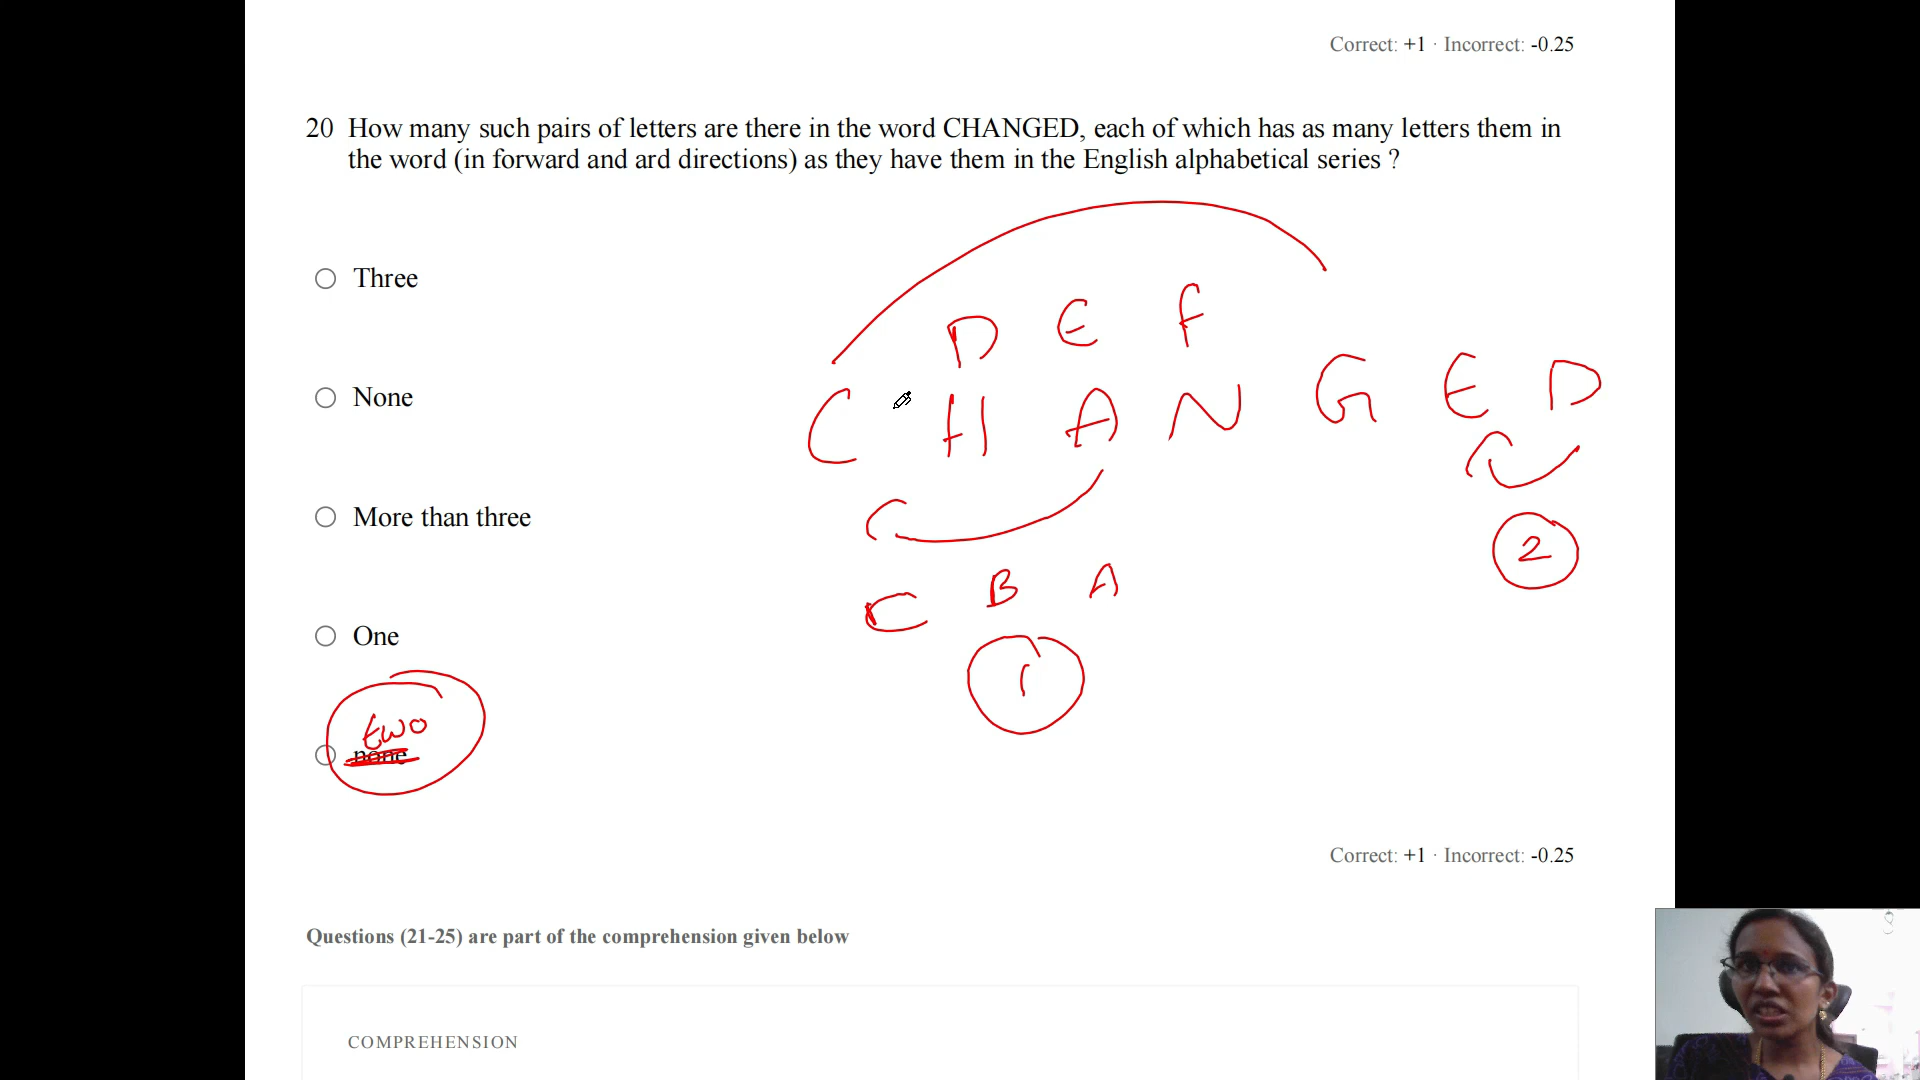 Correct: +1 · Incorrect: -0.25
20 How many such pairs of letters are there in the word CHANGED, each of which has as many letters them in
the word (in forward and ard directions) as they have them in the English alphabetical series ?
Three
None
More than three
One
two
none
D E F
C H A N G E D
C B A
1
2
Correct: +1 · Incorrect: -0.25
Questions (21-25) are part of the comprehension given below
COMPREHENSION